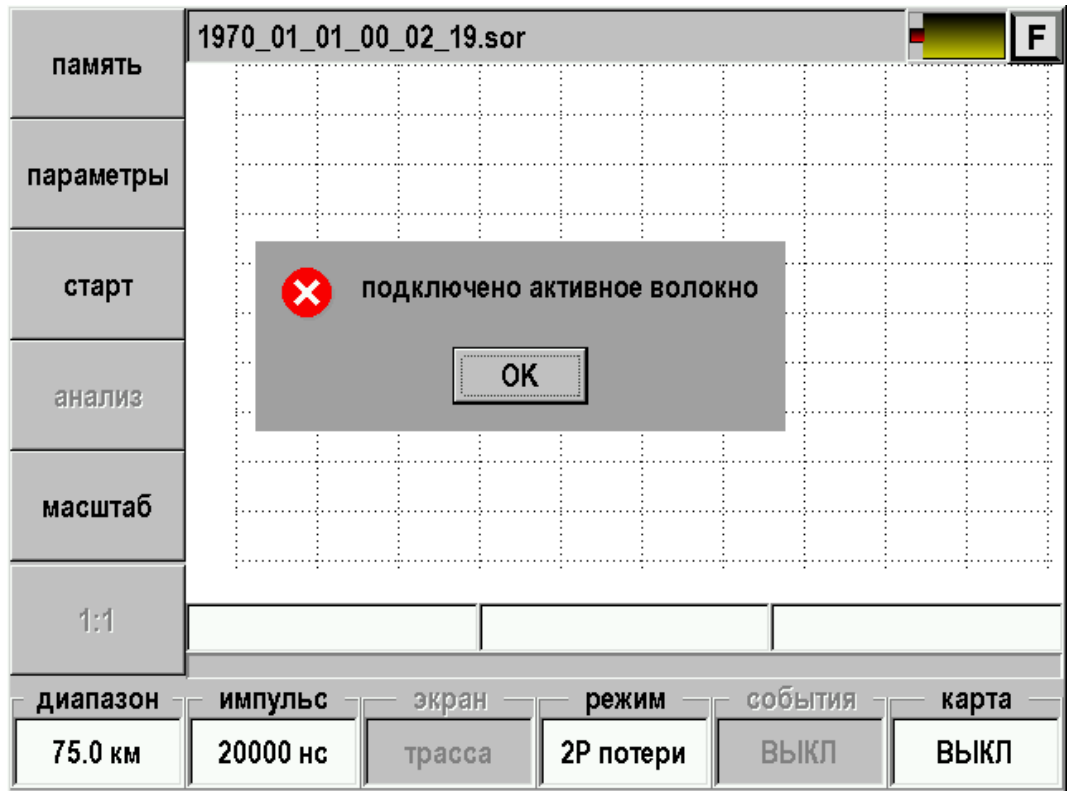 память
1970_01_01_00_02_19.sor
F
параметры
старт
подключено активное волокно
OK
анализ
масштаб
1:1
диапазон
импульс
экран
режим
события
карта
75.0 км
20000 нс
трасса
2Р потери
ВЫКЛ
ВЫКЛ